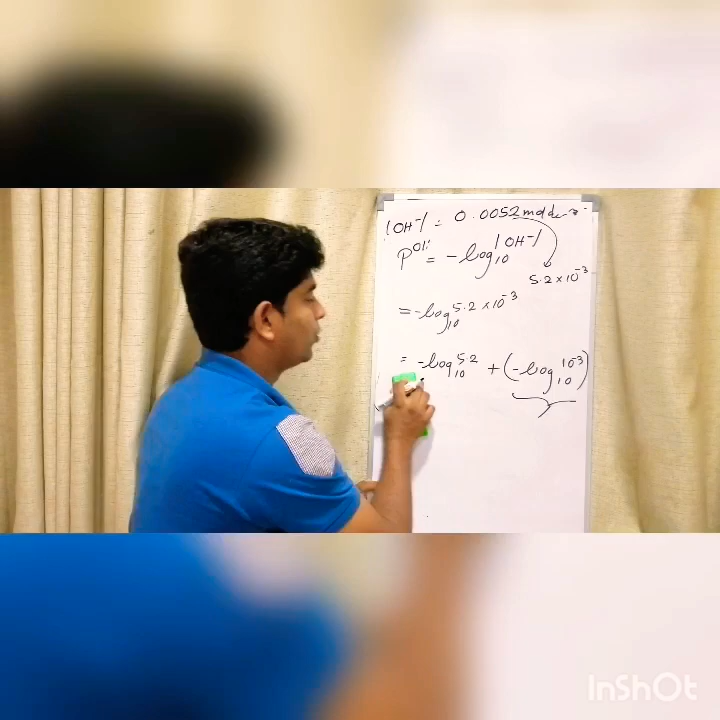 [OH⁻] = 0.0052 mol dm⁻³
pOH = -log₁₀[OH⁻]
5.2 × 10⁻³
= -log₁₀ 5.2 × 10⁻³
= -log₁₀ 5.2 + (-log₁₀ 10⁻³)
InShOt